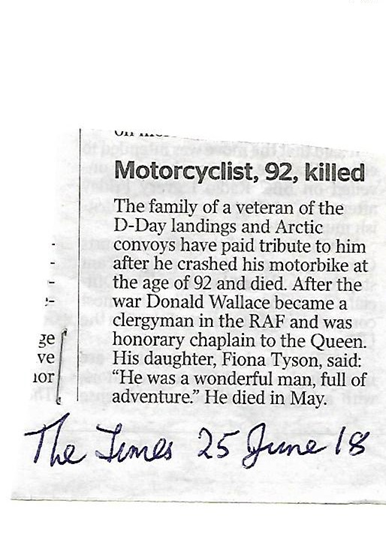 Motorcyclist, 92, killed
The family of a veteran of the
D-Day landings and Arctic
convoys have paid tribute to him
after he crashed his motorbike at
the age of 92 and died. After the
war Donald Wallace became a
clergyman in the RAF and was
honorary chaplain to the Queen.
His daughter, Fiona Tyson, said:
“He was a wonderful man, full of
adventure.” He died in May.
ge
ve
nor
The Times 25 June 18